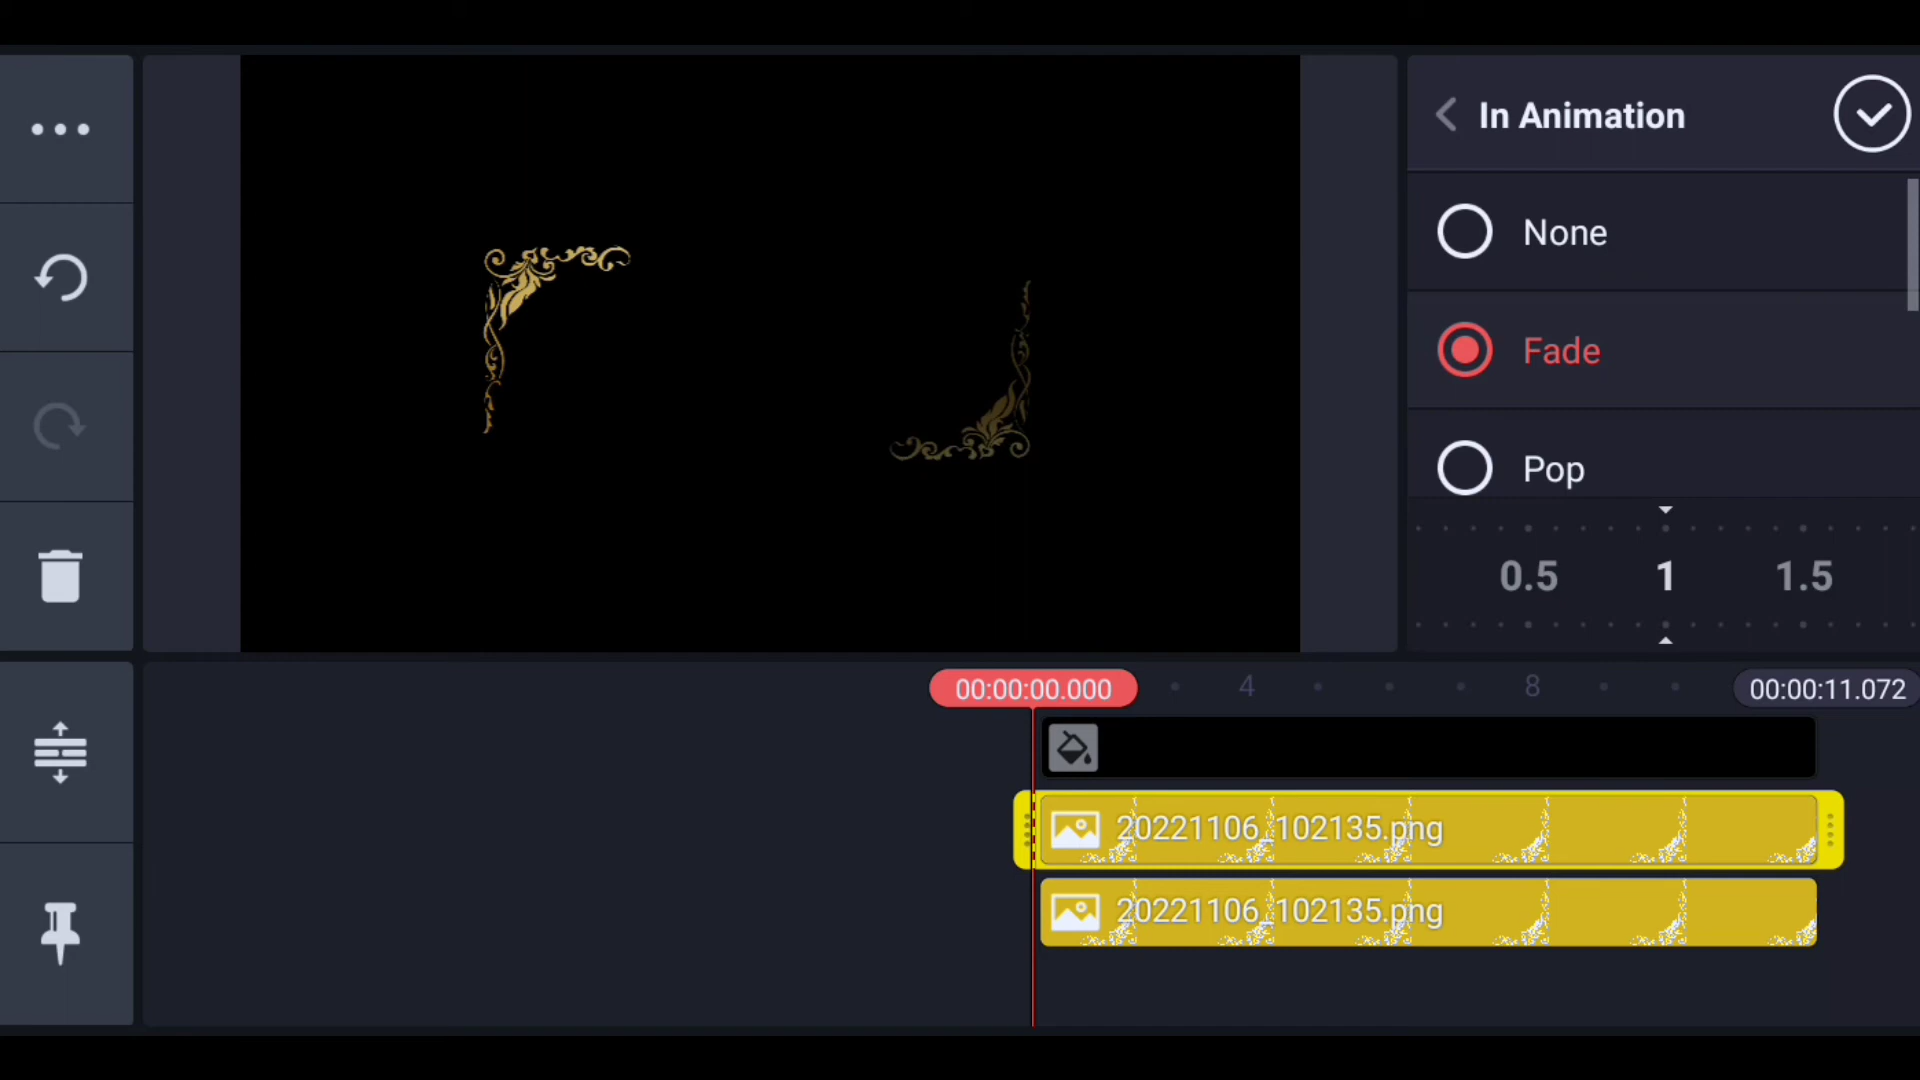 In Animation
None
Fade
Pop
0.5 1 1.5
00:00:00.000 4 8 00:00:11.072
20221106_102135.png
20221106_102135.png